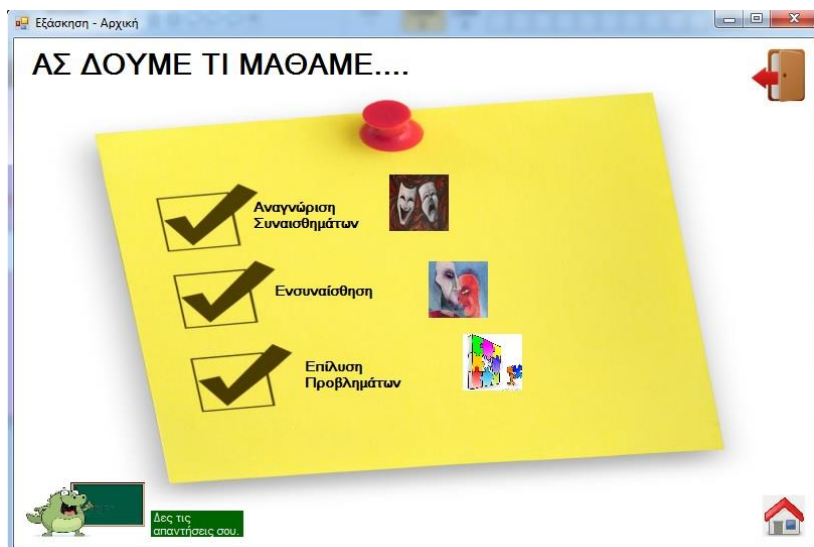 Εξάσκηση - Αρχική
ΑΣ ΔΟΥΜΕ ΤΙ ΜΑΘΑΜΕ....
Αναγνώριση
Συναισθημάτων
Ενσυναίσθηση
Επίλυση
Προβλημάτων
Δες τις
απαντήσεις σου.